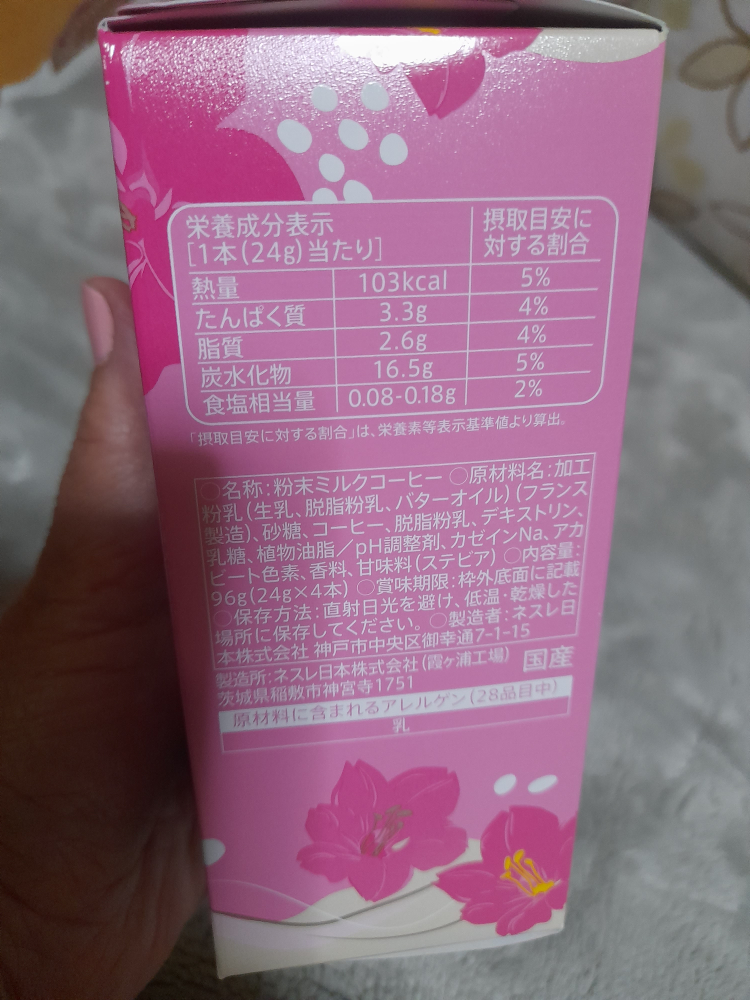 栄養成分表示
[1本(24g)当たり] 摂取目安に
対する割合
熱量 103kcal 5%
たんぱく質 3.3g 4%
脂質 2.6g 4%
炭水化物 16.5g 5%
食塩相当量 0.08-0.18g 2%
「摂取目安に対する割合」は、栄養素等表示基準値より算出。
○名称:粉末ミルクコーヒー ○原材料名:加工
粉乳(生乳、脱脂粉乳、バターオイル)(フランス
製造)、砂糖、コーヒー、脱脂粉乳、デキストリン、
乳糖、植物油脂/pH調整剤、カゼインNa、アカ
ビート色素、香料、甘味料(ステビア) ○内容量:
96g(24g×4本) ○賞味期限:枠外底面に記載
○保存方法:直射日光を避け、低温・乾燥した
場所に保存してください。 ○製造者:ネスレ日
本株式会社 神戸市中央区御幸通7-1-15
製造所:ネスレ日本株式会社(霞ヶ浦工場) 国産
茨城県稲敷市神宮寺1751
原材料に含まれるアレルゲン(28品目中)
乳